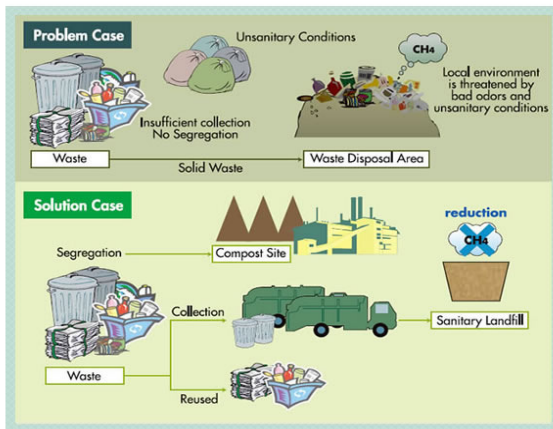 Problem Case
Unsanitary Conditions
CH4
Local environment
is threatened by
bad odors and
unsanitary conditions
Insufficient collection
No Segregation
Waste
Solid Waste
Waste Disposal Area
Solution Case
reduction
CH4
Segregation
Compost Site
Collection
Sanitary Landfill
Waste
Reused